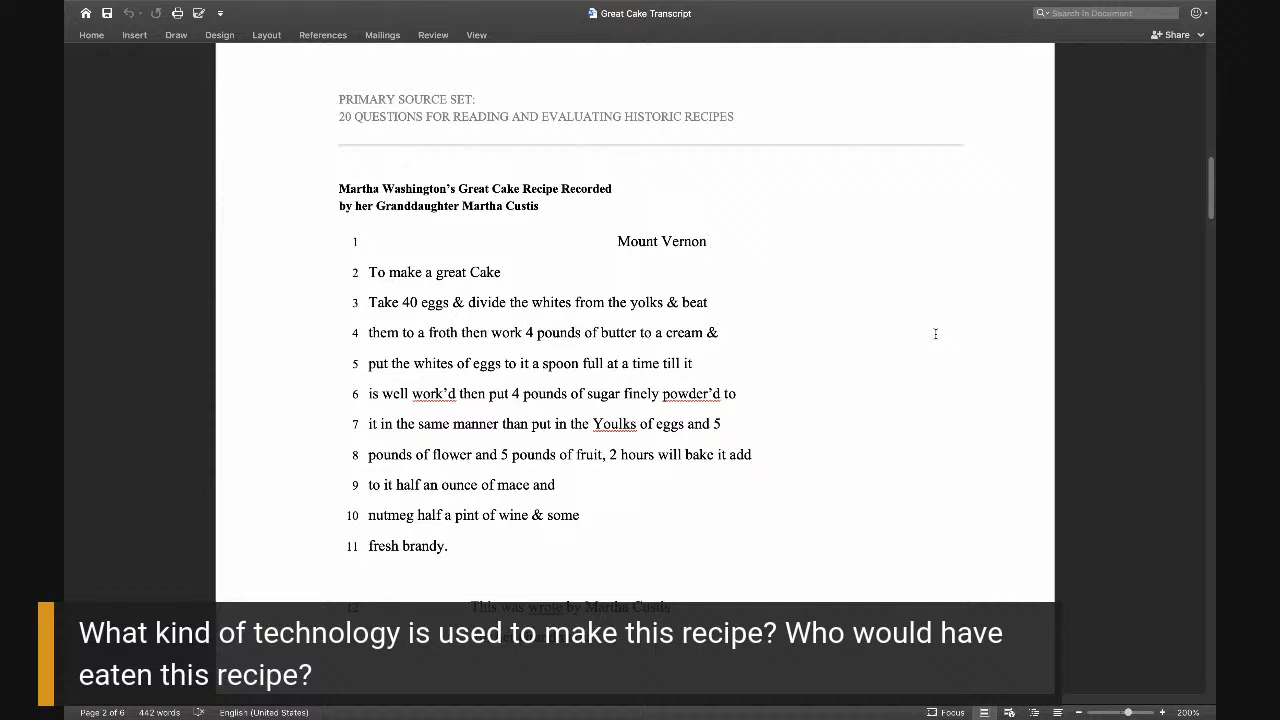 Great Cake Transcript
Search in Document
Home Insert Draw Design Layout References Mailings Review View
Share
PRIMARY SOURCE SET:
20 QUESTIONS FOR READING AND EVALUATING HISTORIC RECIPES
Martha Washington's Great Cake Recipe Recorded
by her Granddaughter Martha Custis
1 Mount Vernon
2 To make a great Cake
3 Take 40 eggs & divide the whites from the yolks & beat
4 them to a froth then work 4 pounds of butter to a cream &
5 put the whites of eggs to it a spoon full at a time till it
6 is well work'd then put 4 pounds of sugar finely powder'd to
7 it in the same manner than put in the Youlks of eggs and 5
8 pounds of flower and 5 pounds of fruit, 2 hours will bake it add
9 to it half an ounce of mace and
10 nutmeg half a pint of wine & some
11 fresh brandy.
12 This was wrote by Martha Custis
What kind of technology is used to make this recipe? Who would have
eaten this recipe?
Page 2 of 6 442 words English (United States) Focus 200%